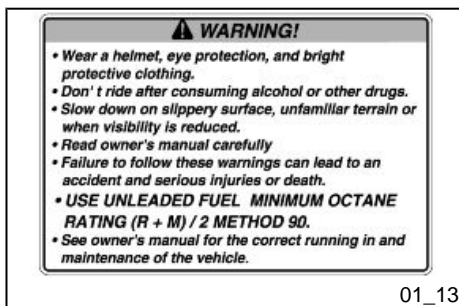 WARNING!
• Wear a helmet, eye protection, and bright
protective clothing.
• Don't ride after consuming alcohol or other drugs.
• Slow down on slippery surface, unfamiliar terrain or
when visibility is reduced.
• Read owner's manual carefully
• Failure to follow these warnings can lead to an
accident and serious injuries or death.
• USE UNLEADED FUEL MINIMUM OCTANE
RATING (R + M) / 2 METHOD 90.
• See owner's manual for the correct running in and
maintenance of the vehicle.
01_13